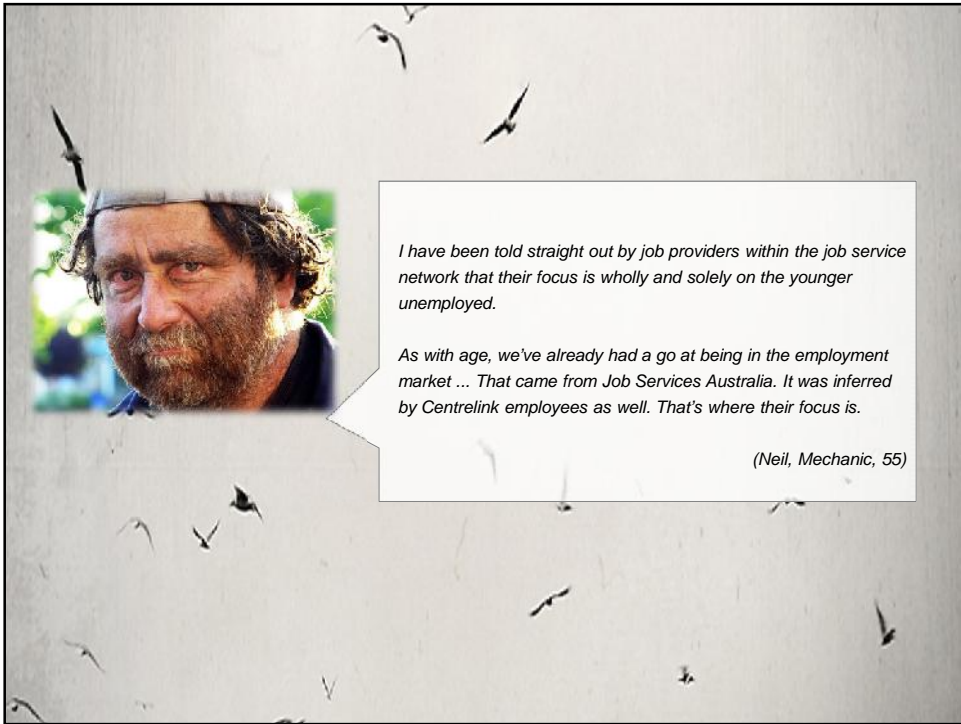 I have been told straight out by job providers within the job service
network that their focus is wholly and solely on the younger
unemployed.
As with age, we’ve already had a go at being in the employment
market ... That came from Job Services Australia. It was inferred
by Centrelink employees as well. That’s where their focus is.
(Neil, Mechanic, 55)